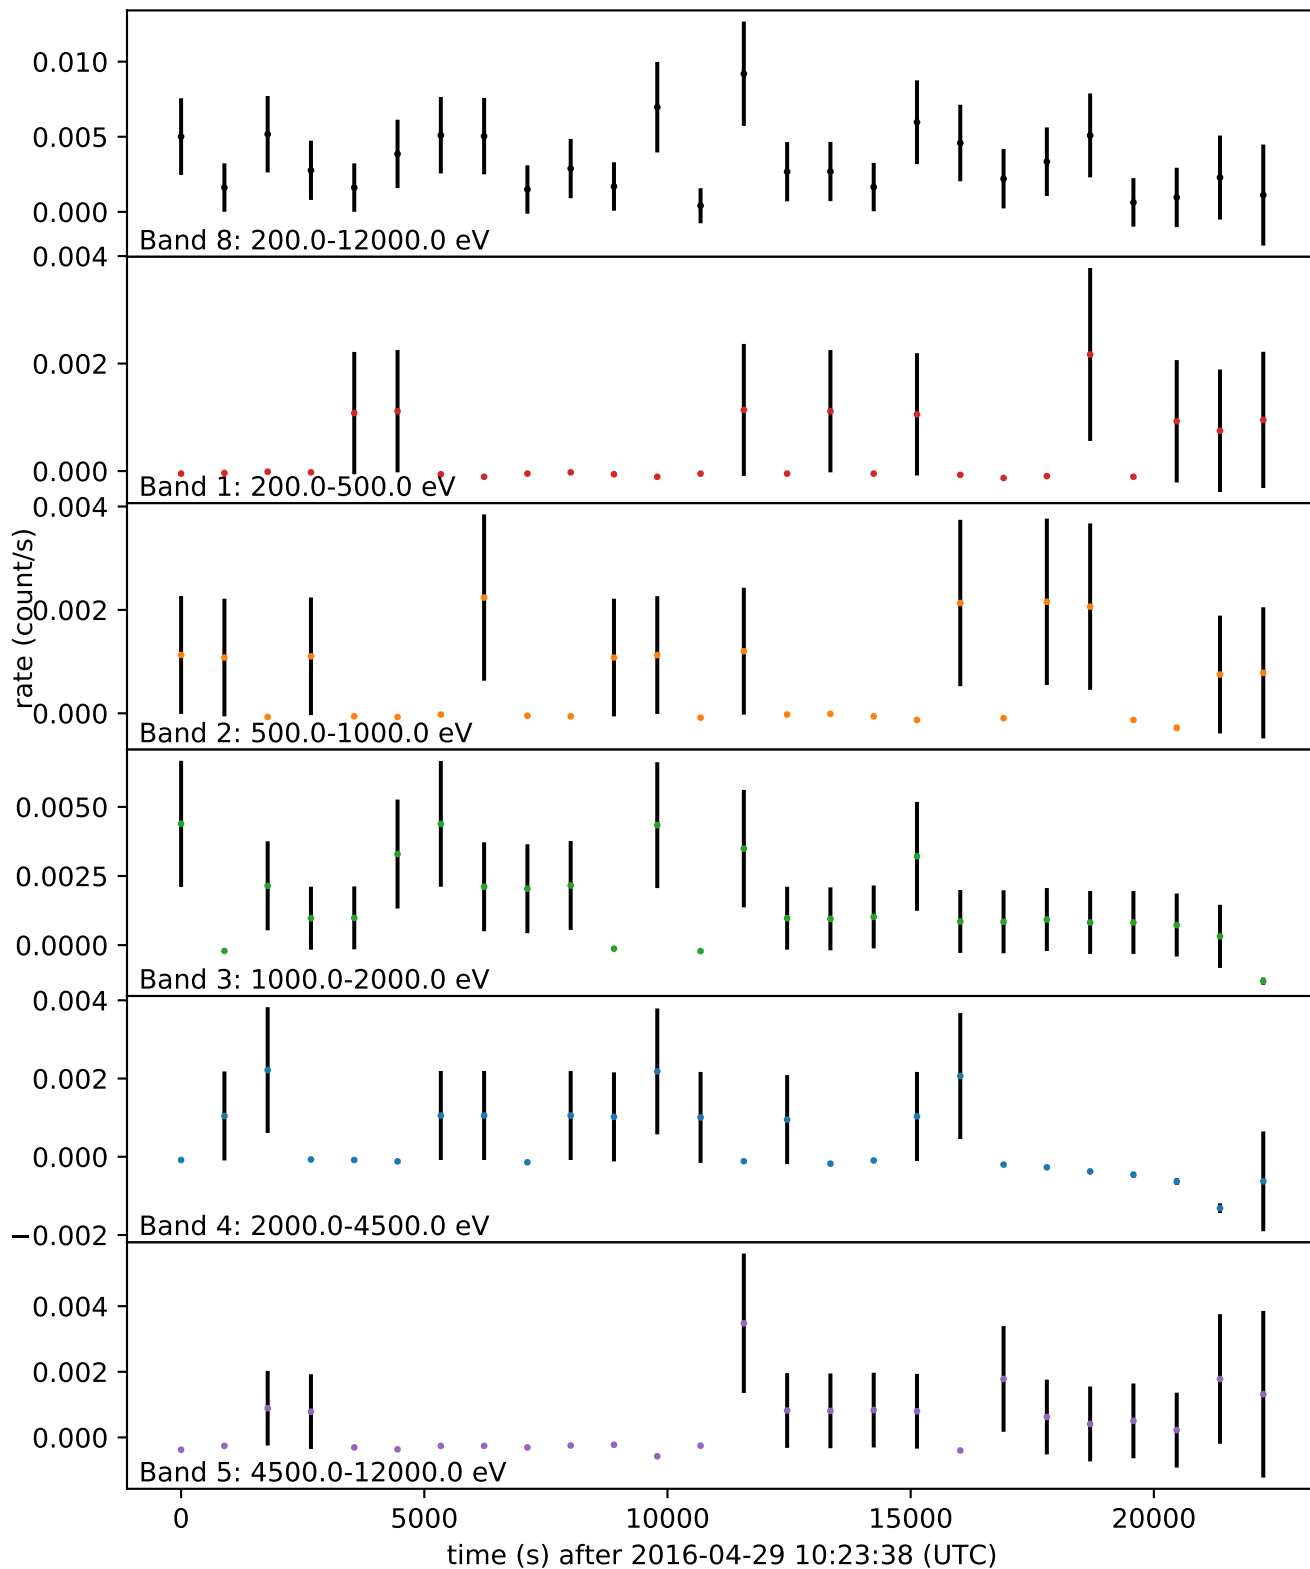 0.010
0.005
0.000
Band 8: 200.0-12000.0 eV
0.004
0.002
0.000
Band 1: 200.0-500.0 eV
0.004
0.002
0.000
Band 2: 500.0-1000.0 eV
rate (count/s)
0.0050
0.0025
0.0000
Band 3: 1000.0-2000.0 eV
0.004
0.002
0.000
−0.002
Band 4: 2000.0-4500.0 eV
0.004
0.002
0.000
Band 5: 4500.0-12000.0 eV
0 5000 10000 15000 20000
time (s) after 2016-04-29 10:23:38 (UTC)